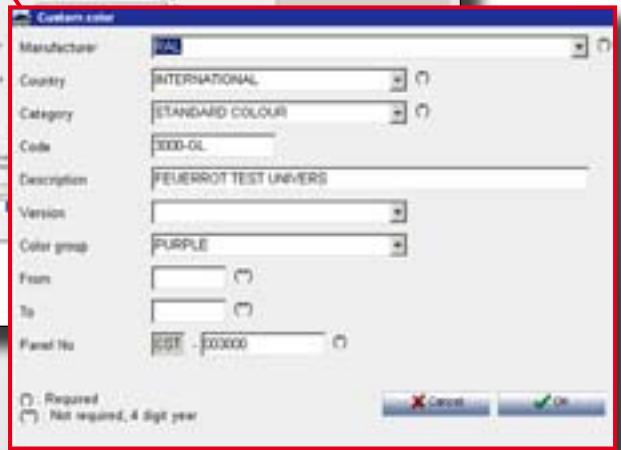 Custom color
Manufacturer RAL (*)
Country INTERNATIONAL (*)
Category STANDARD COLOUR (*)
Code 3000-GL
Description FEUERROT TEST UNIVERS
Version
Color group PURPLE
From (**)
To (**)
Panel No CST - 003000 (*)
(*) : Required
(**) : Not required, 4 digit year
Cancel OK